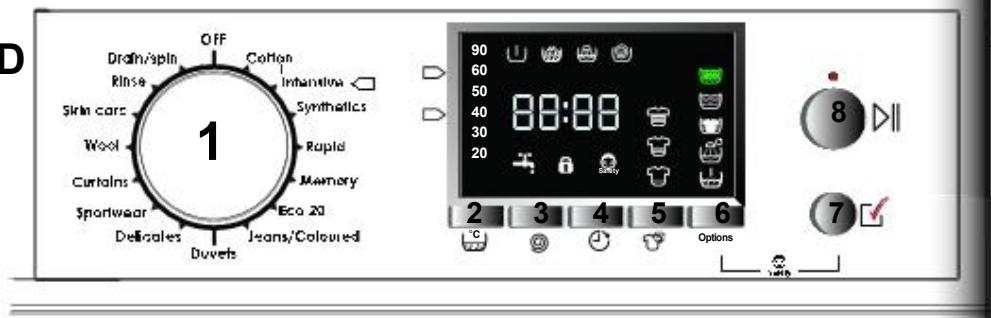 D
OFF
Drain/spin
Cotton
Rinse
Intensive
Skin care
Synthetics
1
Wool
Rapid
Curtains
Memory
Sportwear
Eco 20
Delicates
Jeans/Coloured
Duvets
90
60
50
40
30
20
88:88
Safety
2 3 4 5 6
°C
Options
8
7